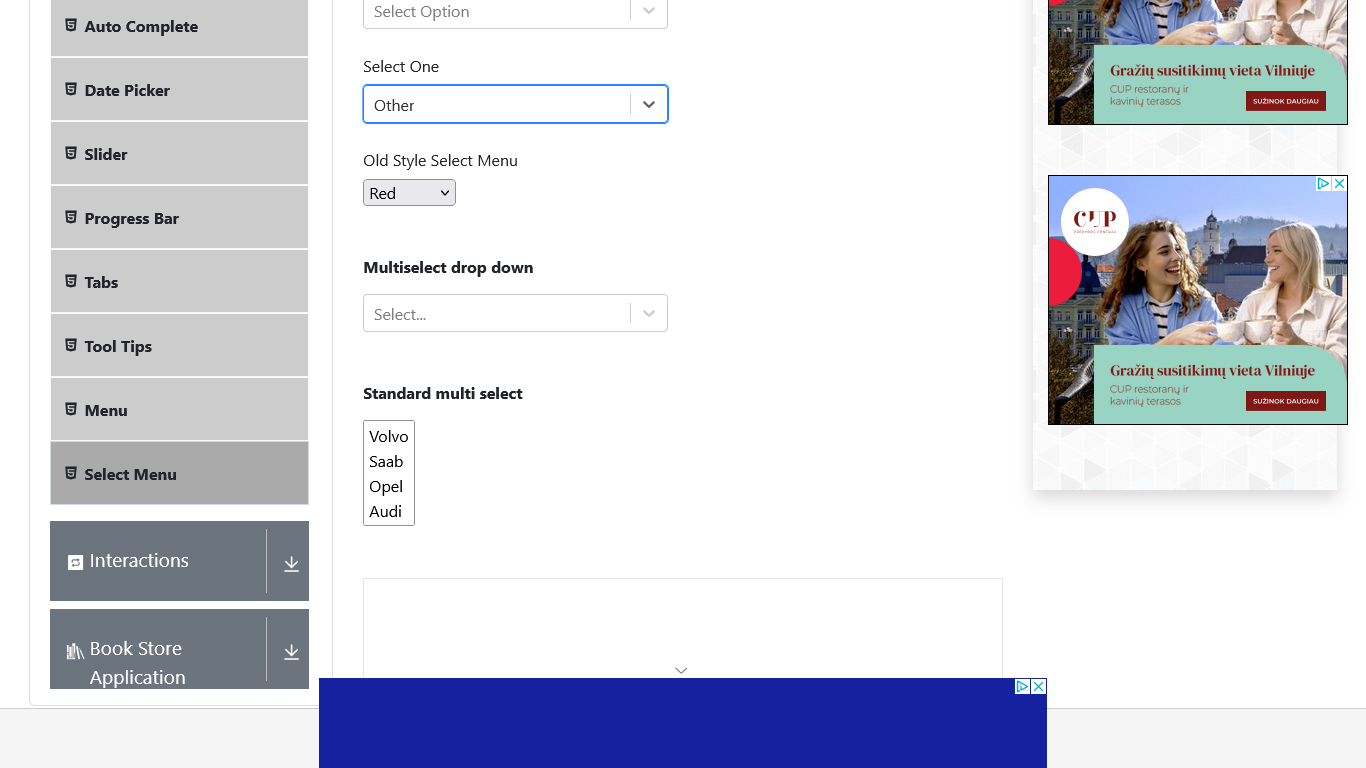 Auto Complete
Date Picker
Slider
Progress Bar
Tabs
Tool Tips
Menu
Select Menu
Interactions
Book Store
Application
Select Option
Select One
Other
Old Style Select Menu
Red
Multiselect drop down
Select...
Standard multi select
Volvo
Saab
Opel
Audi
Gražių susitikimų vieta Vilniuje
CUP restoranų ir
kavinių terasos
SUŽINOK DAUGIAU
CUP
Gražių susitikimų vieta Vilniuje
CUP restoranų ir
kavinių terasos
SUŽINOK DAUGIAU